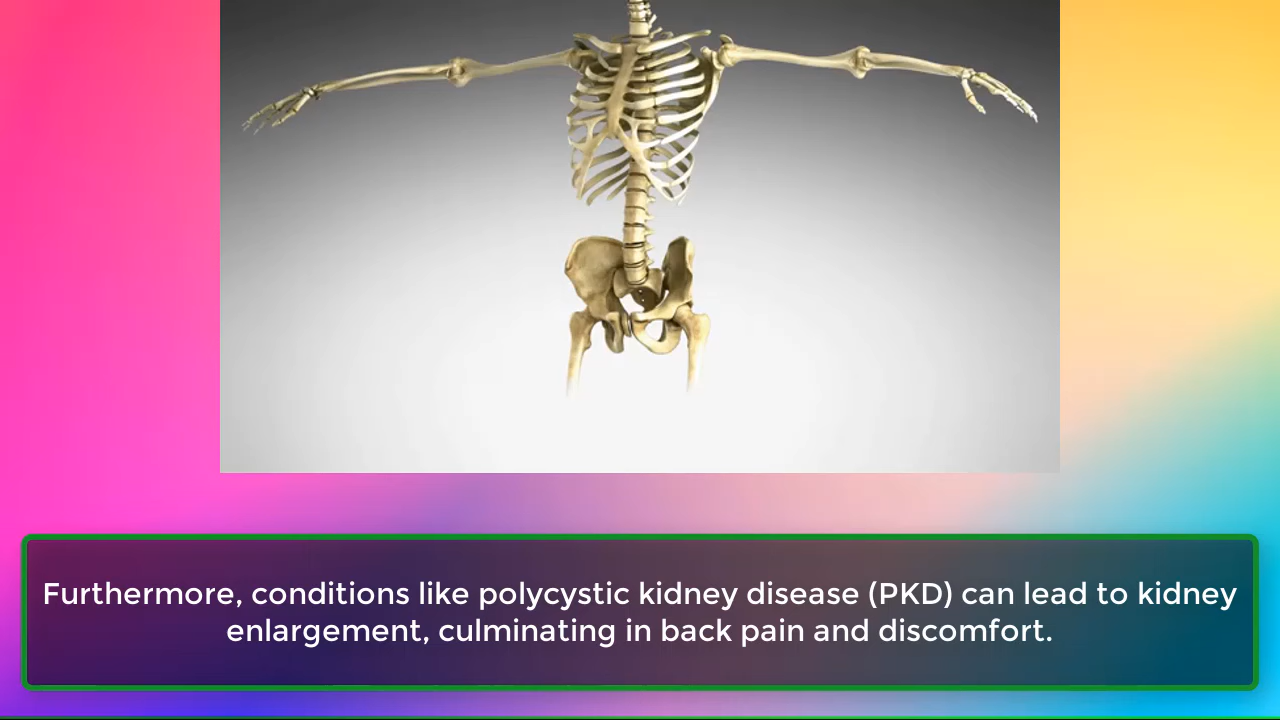 Furthermore, conditions like polycystic kidney disease (PKD) can lead to kidney
enlargement, culminating in back pain and discomfort.